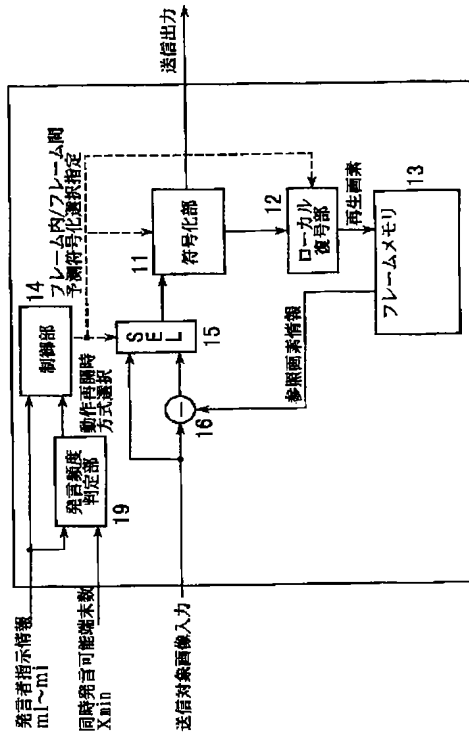 発言者指示情報
m1～mi
同時発言可能端末数
Xmin
送信対象画像入力
発言頻度
判定部
19
制御部
14
動作再開時
方式選択
フレーム内/フレーム間
予測符号化選択指定
SEL
15
16
符号化部
11
送信出力
ローカル
復号部
12
再生画素
参照画素情報
フレームメモリ
13